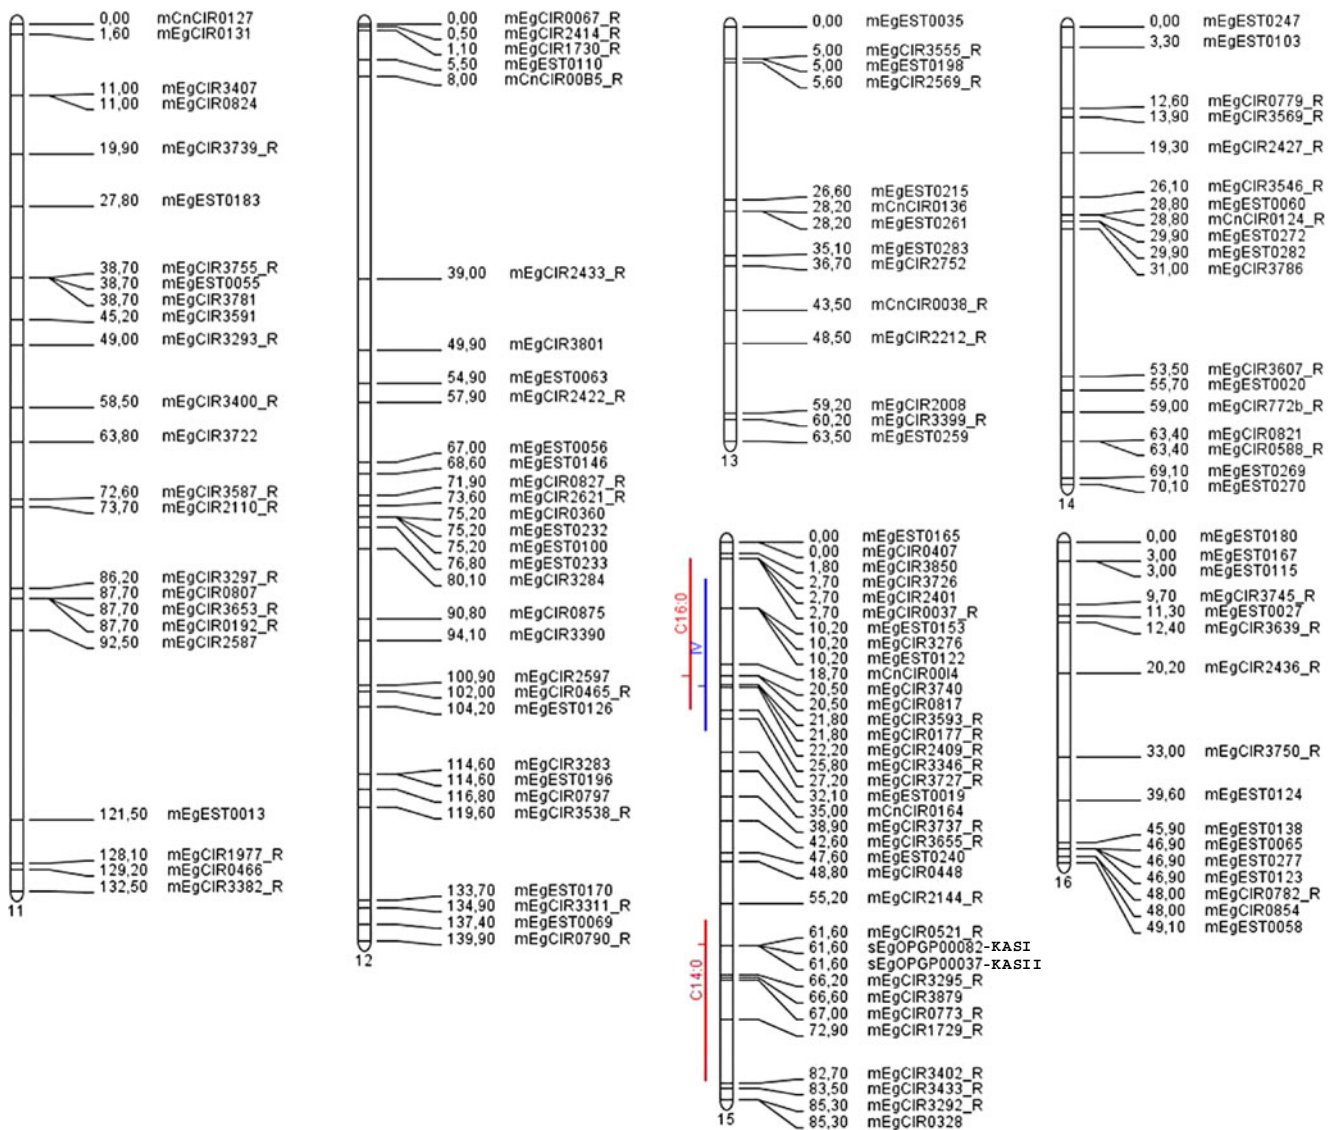 0,00 mCnCIR0127
1,60 mEgCIR0131
11,00 mEgCIR3407
11,00 mEgCIR0824
19,90 mEgCIR3739_R
27,80 mEgEST0183
38,70 mEgCIR3755_R
38,70 mEgEST0055
38,70 mEgCIR3781
45,20 mEgCIR3591
49,00 mEgCIR3293_R
58,50 mEgCIR3400_R
63,80 mEgCIR3722
72,60 mEgCIR3587_R
73,70 mEgCIR2110_R
86,20 mEgCIR3297_R
87,70 mEgCIR0807
87,70 mEgCIR3653_R
87,70 mEgCIR0192_R
92,50 mEgCIR2587
121,50 mEgEST0013
128,10 mEgCIR1977_R
129,20 mEgCIR0466
132,50 mEgCIR3382_R
11
0,00 mEgCIR0067_R
0,50 mEgCIR2414_R
1,10 mEgCIR1730_R
5,50 mEgEST0110
8,00 mCnCIR00B5_R
39,00 mEgCIR2433_R
49,90 mEgCIR3801
54,90 mEgEST0063
57,90 mEgCIR2422_R
67,00 mEgEST0056
68,60 mEgEST0146
71,90 mEgCIR0827_R
73,60 mEgCIR2621_R
75,20 mEgCIR0360
75,20 mEgEST0232
75,20 mEgEST0100
76,80 mEgEST0233
80,10 mEgCIR3284
90,80 mEgCIR0875
94,10 mEgCIR3390
100,90 mEgCIR2597
102,00 mEgCIR0465_R
104,20 mEgEST0126
114,60 mEgCIR3283
114,60 mEgEST0196
116,80 mEgCIR0797
119,60 mEgCIR3538_R
133,70 mEgEST0170
134,90 mEgCIR3311_R
137,40 mEgEST0069
139,90 mEgCIR0790_R
12
0,00 mEgEST0035
5,00 mEgCIR3555_R
5,00 mEgEST0198
5,60 mEgCIR2569_R
26,60 mEgEST0215
28,20 mCnCIR0136
28,20 mEgEST0261
35,10 mEgEST0283
36,70 mEgCIR2752
43,50 mCnCIR0038_R
48,50 mEgCIR2212_R
59,20 mEgCIR2008
60,20 mEgCIR3399_R
63,50 mEgEST0259
13
0,00 mEgEST0247
3,30 mEgEST0103
12,60 mEgCIR0779_R
13,90 mEgCIR3569_R
19,30 mEgCIR2427_R
26,10 mEgCIR3546_R
28,80 mEgEST0060
28,80 mCnCIR0124_R
29,90 mEgEST0272
29,90 mEgEST0282
31,00 mEgCIR3786
53,50 mEgCIR3607_R
55,70 mEgEST0020
59,00 mEgCIR772b_R
63,40 mEgCIR0821
63,40 mEgCIR0588_R
69,10 mEgEST0269
70,10 mEgEST0270
14
C16:0
IV
C14:0
0,00 mEgEST0165
0,00 mEgCIR0407
1,80 mEgCIR3850
2,70 mEgCIR3726
2,70 mEgCIR2401
2,70 mEgCIR0037_R
10,20 mEgEST0153
10,20 mEgCIR3276
10,20 mEgEST0122
18,70 mCnCIR00I4
20,50 mEgCIR3740
20,50 mEgCIR0817
21,80 mEgCIR3593_R
21,80 mEgCIR0177_R
22,20 mEgCIR2409_R
25,80 mEgCIR3346_R
27,20 mEgCIR3727_R
32,10 mEgEST0019
35,00 mCnCIR0164
38,90 mEgCIR3737_R
42,60 mEgCIR3655_R
47,60 mEgEST0240
48,80 mEgCIR0448
55,20 mEgCIR2144_R
61,60 mEgCIR0521_R
61,60 sEgOPGP00082-KASI
61,60 sEgOPGP00037-KASII
66,20 mEgCIR3295_R
66,60 mEgCIR3879
67,00 mEgCIR0773_R
72,90 mEgCIR1729_R
82,70 mEgCIR3402_R
83,50 mEgCIR3433_R
85,30 mEgCIR3292_R
85,30 mEgCIR0328
15
0,00 mEgEST0180
3,00 mEgEST0167
3,00 mEgEST0115
9,70 mEgCIR3745_R
11,30 mEgEST0027
12,40 mEgCIR3639_R
20,20 mEgCIR2436_R
33,00 mEgCIR3750_R
39,60 mEgEST0124
45,90 mEgEST0138
46,90 mEgEST0065
46,90 mEgEST0277
46,90 mEgEST0123
48,00 mEgCIR0782_R
48,00 mEgCIR0854
49,10 mEgEST0058
16